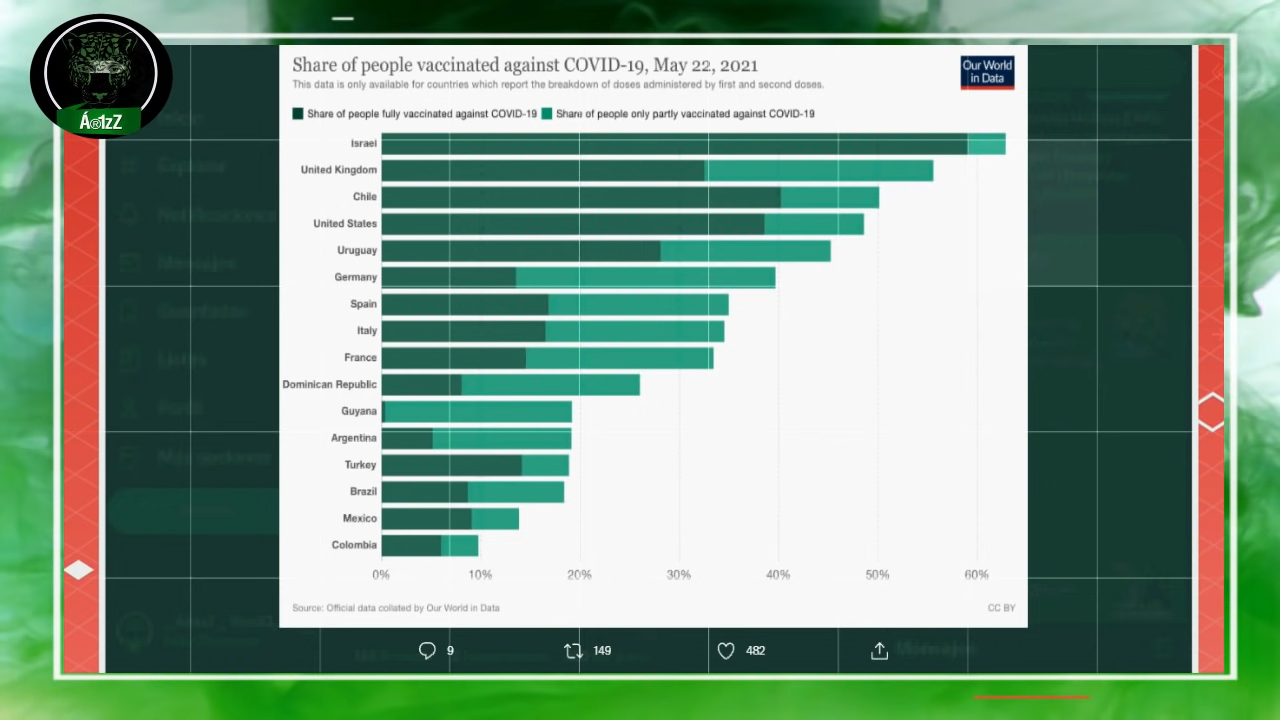 Á®1zZ
Share of people vaccinated against COVID-19, May 22, 2021
This data is only available for countries which report the breakdown of doses administered by first and second doses.
Our World
in Data
Share of people fully vaccinated against COVID-19
Share of people only partly vaccinated against COVID-19
Israel
United Kingdom
Chile
United States
Uruguay
Germany
Spain
Italy
France
Dominican Republic
Guyana
Argentina
Turkey
Brazil
Mexico
Colombia
0% 10% 20% 30% 40% 50% 60%
Source: Official data collated by Our World in Data
CC BY
9 149 482
Mensajes